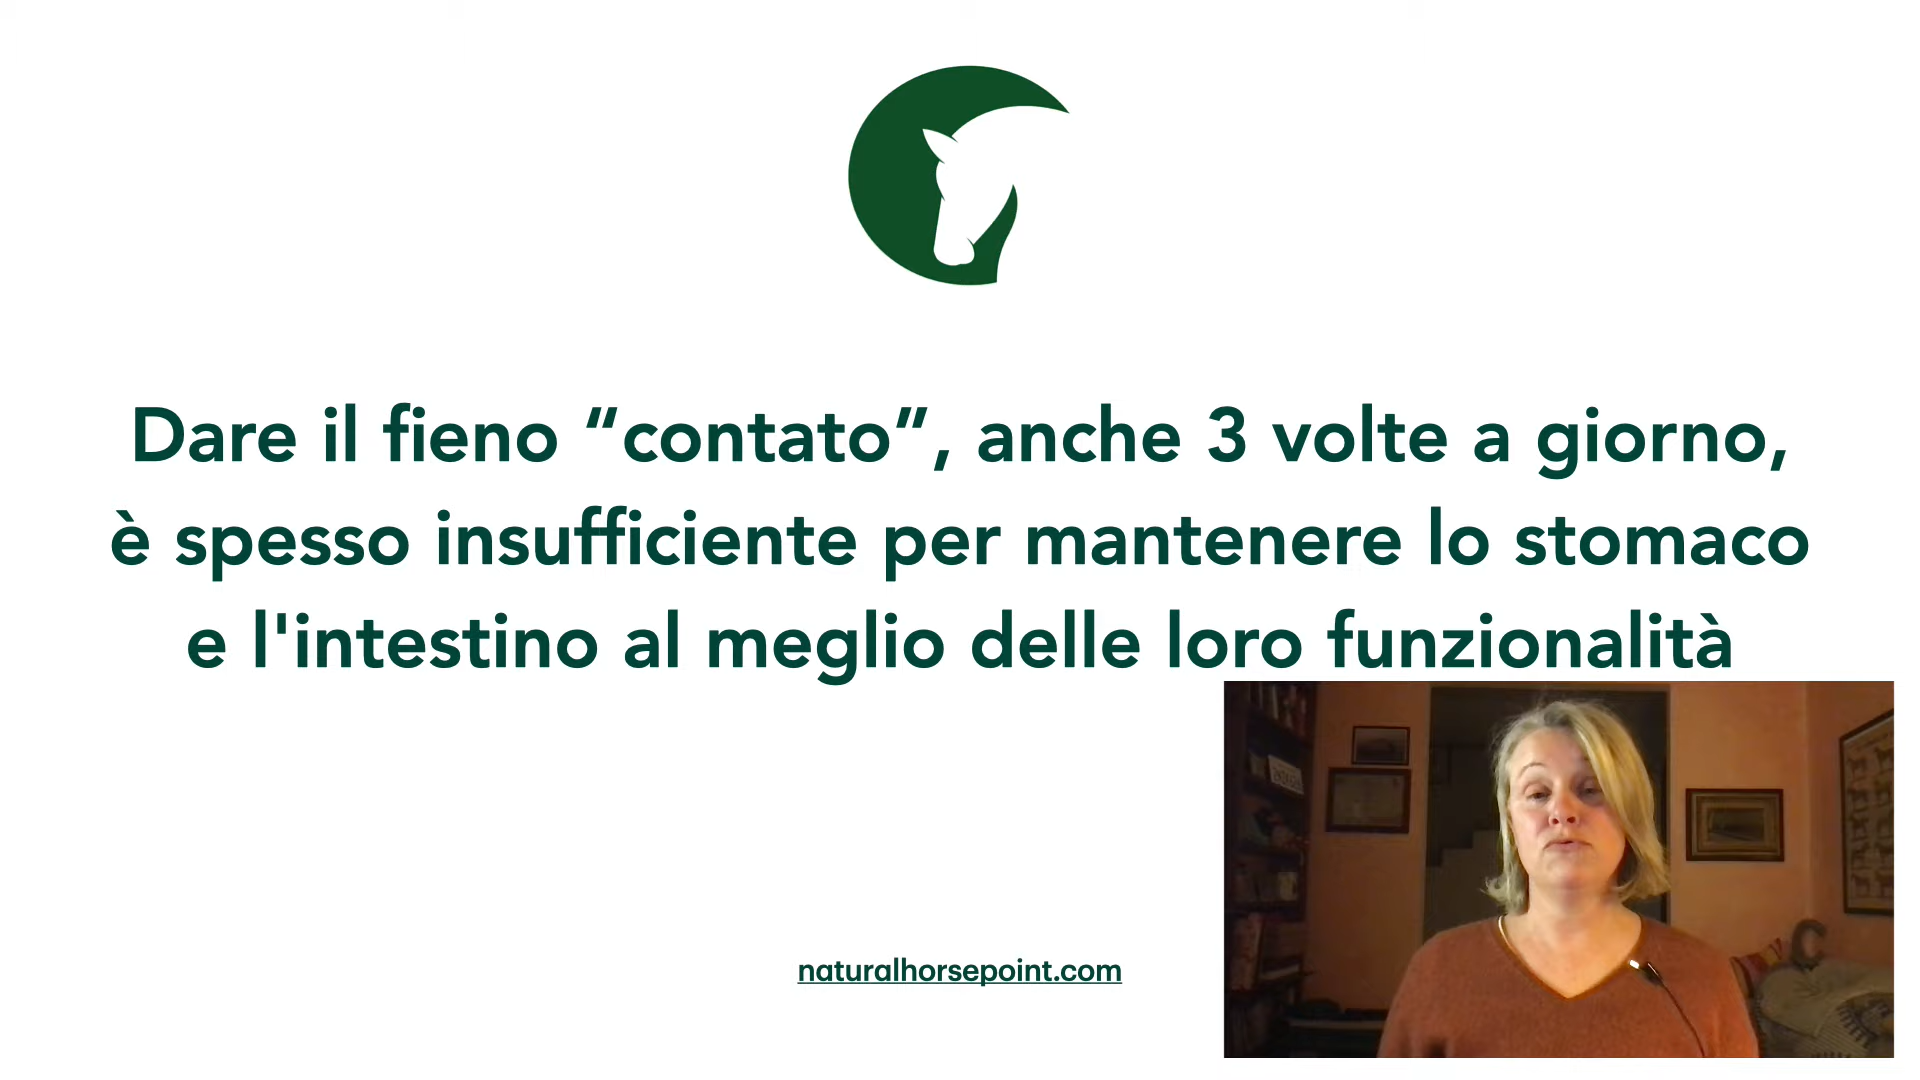 Dare il fieno “contato”, anche 3 volte a giorno,
è spesso insufficiente per mantenere lo stomaco
e l'intestino al meglio delle loro funzionalità
naturalhorsepoint.com